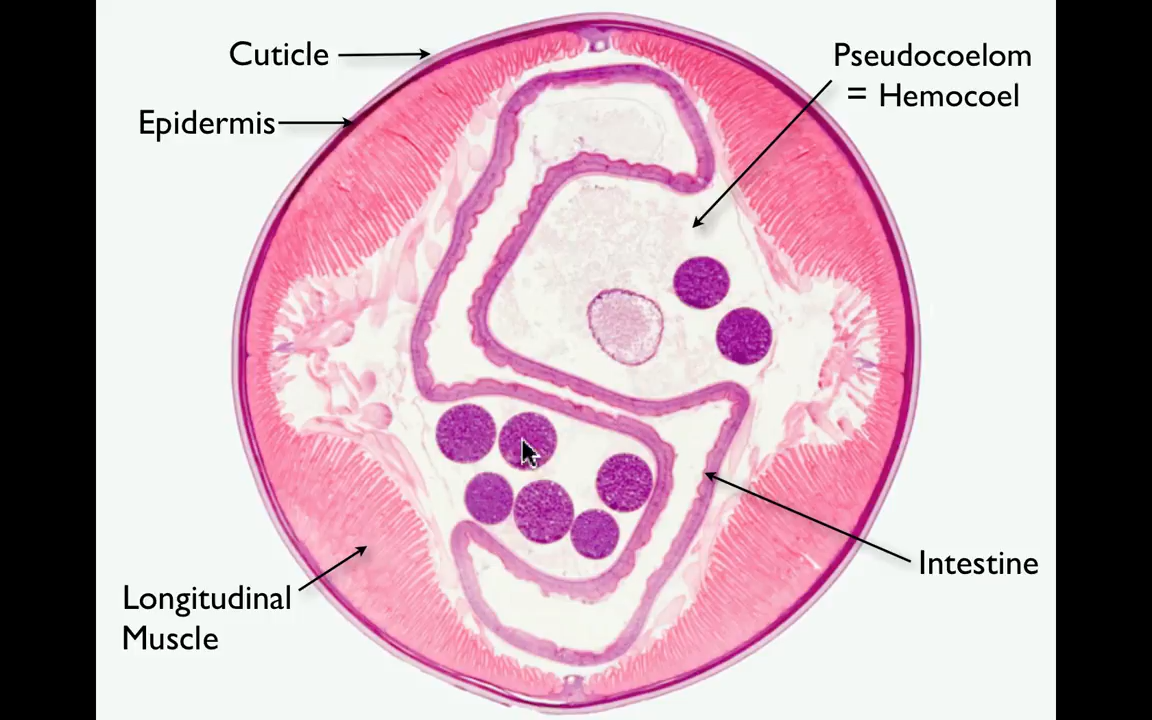 Cuticle
Pseudocoelom
= Hemocoel
Epidermis
Intestine
Longitudinal
Muscle